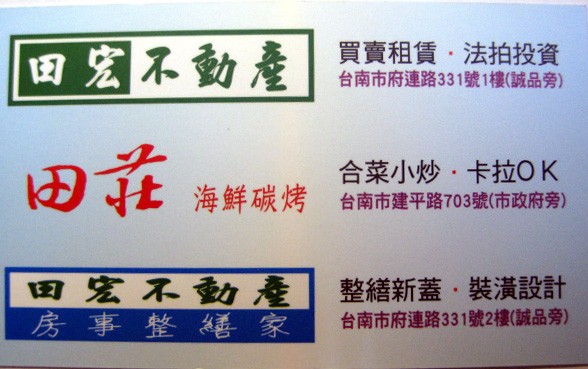 田宏不動產
買賣租賃・法拍投資
台南市府連路331號1樓(誠品旁)
田莊 海鮮碳烤
合菜小炒・卡拉OK
台南市建平路703號(市政府旁)
田宏不動產
房事整繕家
整繕新蓋・裝潢設計
台南市府連路331號2樓(誠品旁)